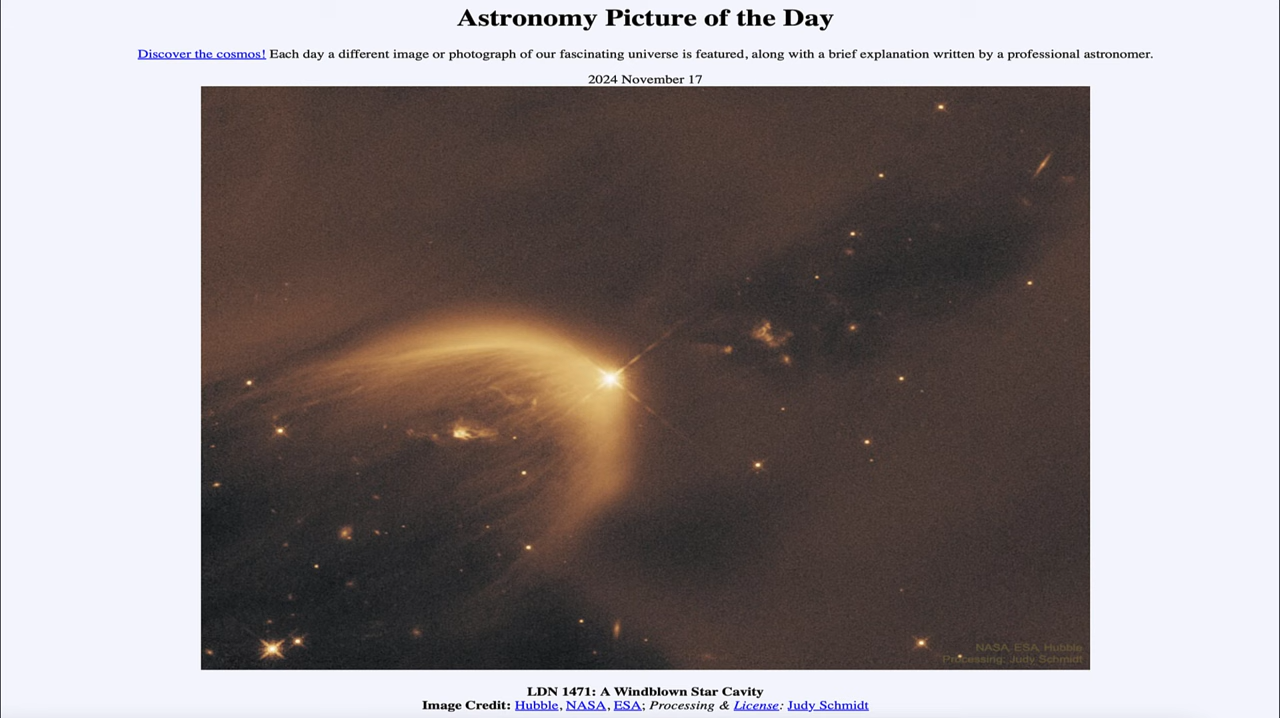 Astronomy Picture of the Day
Discover the cosmos! Each day a different image or photograph of our fascinating universe is featured, along with a brief explanation written by a professional astronomer.
2024 November 17
NASA, ESA, Hubble
Processing: Judy Schmidt
LDN 1471: A Windblown Star Cavity
Image Credit: Hubble, NASA, ESA; Processing & License: Judy Schmidt